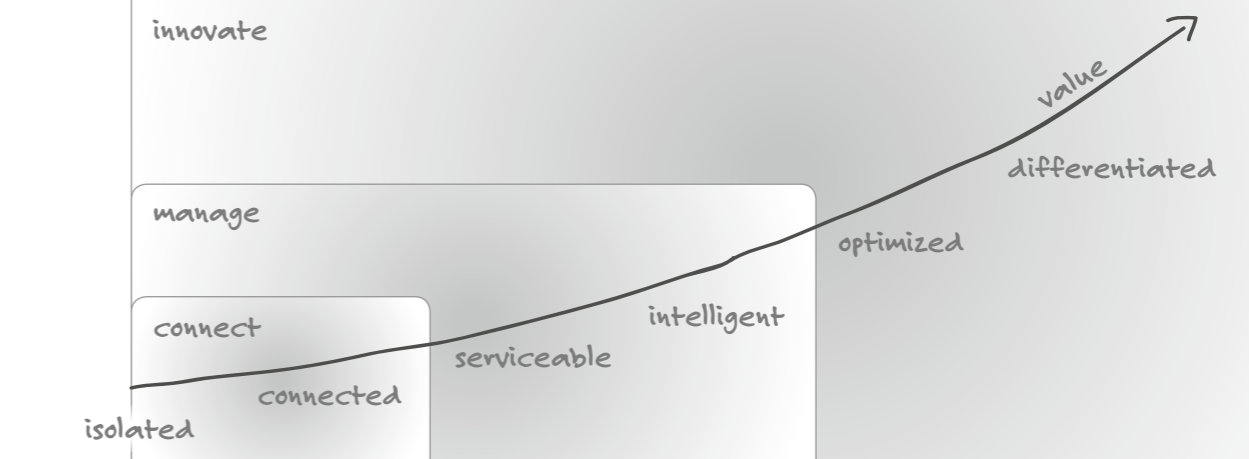 innovate
value
differentiated
manage
optimized
intelligent
connect
serviceable
connected
isolated